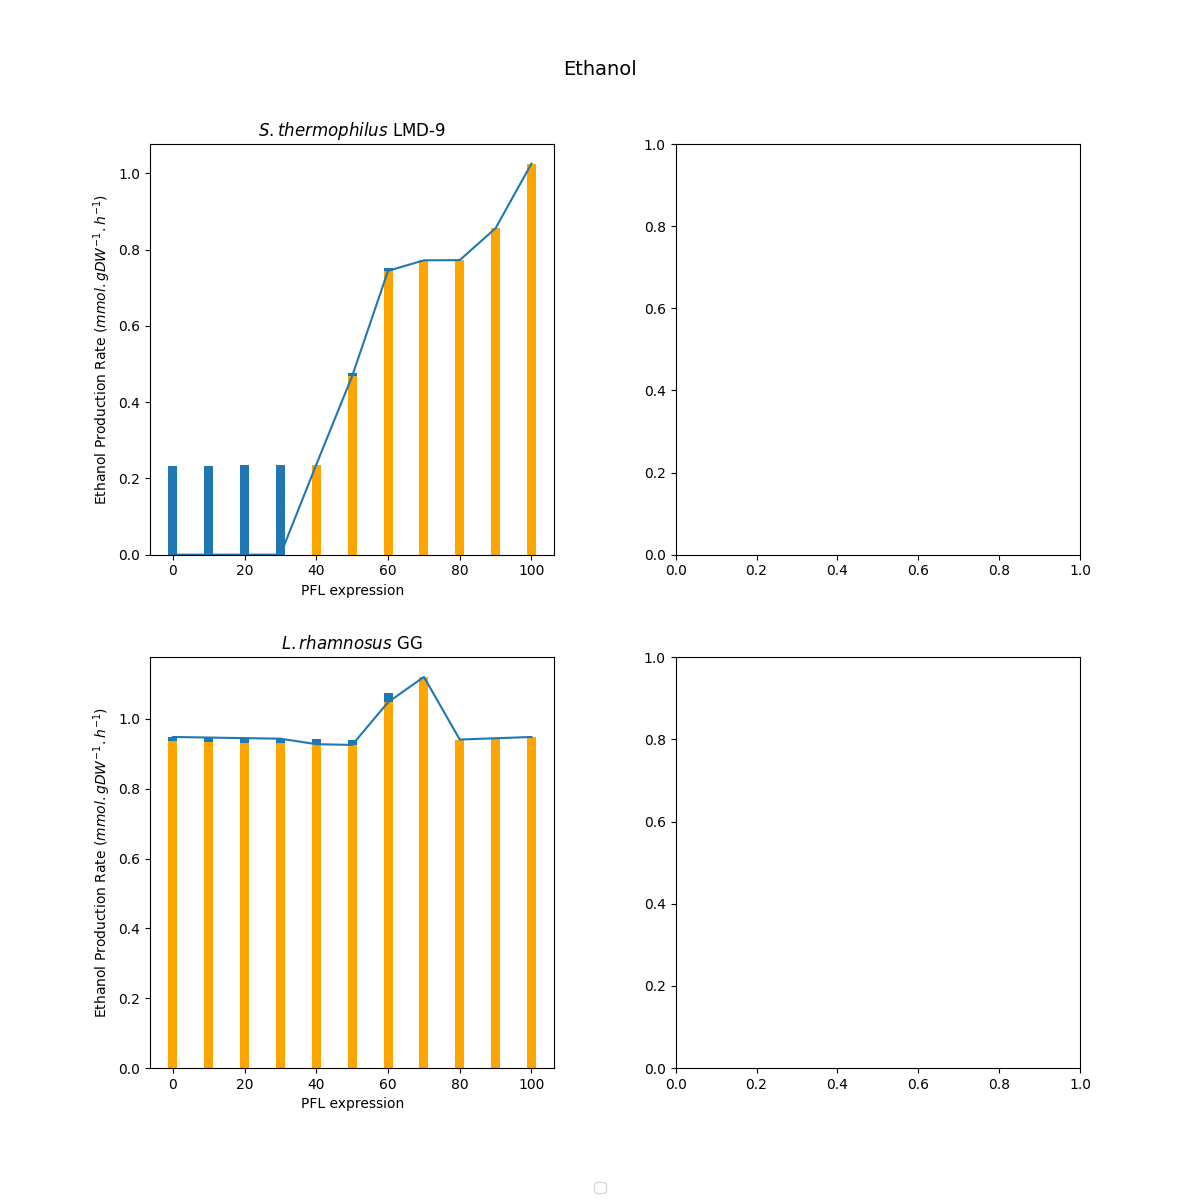 Ethanol
S. thermophilus LMD-9
1.0
0.8
0.6
0.4
0.2
0.0
Ethanol Production Rate (mmol. gDW⁻¹. h⁻¹)
0 20 40 60 80 100
PFL expression
1.0
0.8
0.6
0.4
0.2
0.0
0.0 0.2 0.4 0.6 0.8 1.0
L. rhamnosus GG
1.0
0.8
0.6
0.4
0.2
0.0
Ethanol Production Rate (mmol. gDW⁻¹. h⁻¹)
0 20 40 60 80 100
PFL expression
1.0
0.8
0.6
0.4
0.2
0.0
0.0 0.2 0.4 0.6 0.8 1.0